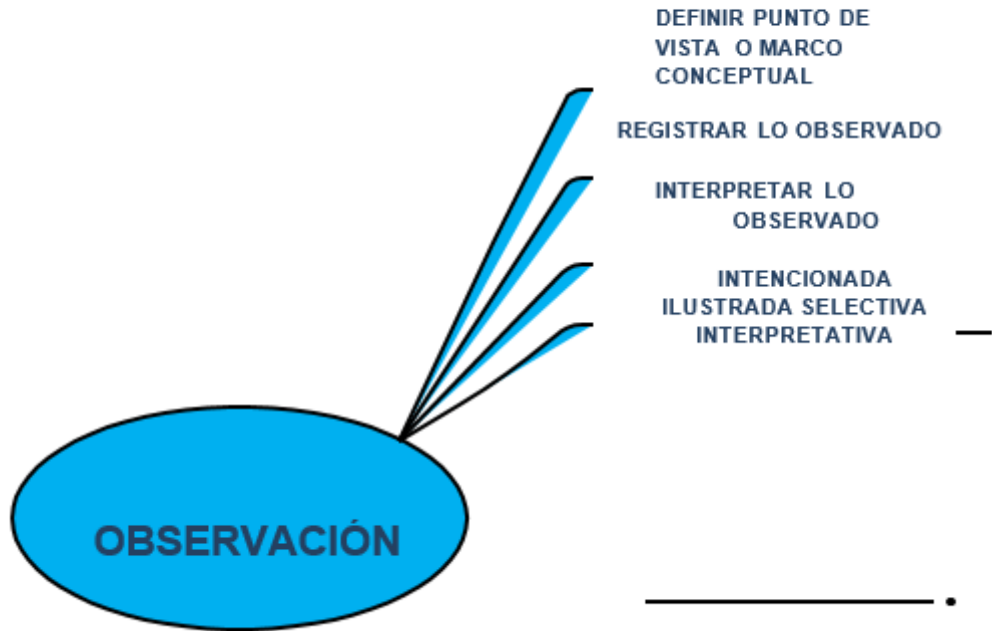 DEFINIR PUNTO DE
VISTA O MARCO
CONCEPTUAL
REGISTRAR LO OBSERVADO
INTERPRETAR LO
OBSERVADO
INTENCIONADA
ILUSTRADA SELECTIVA
INTERPRETATIVA
OBSERVACIÓN